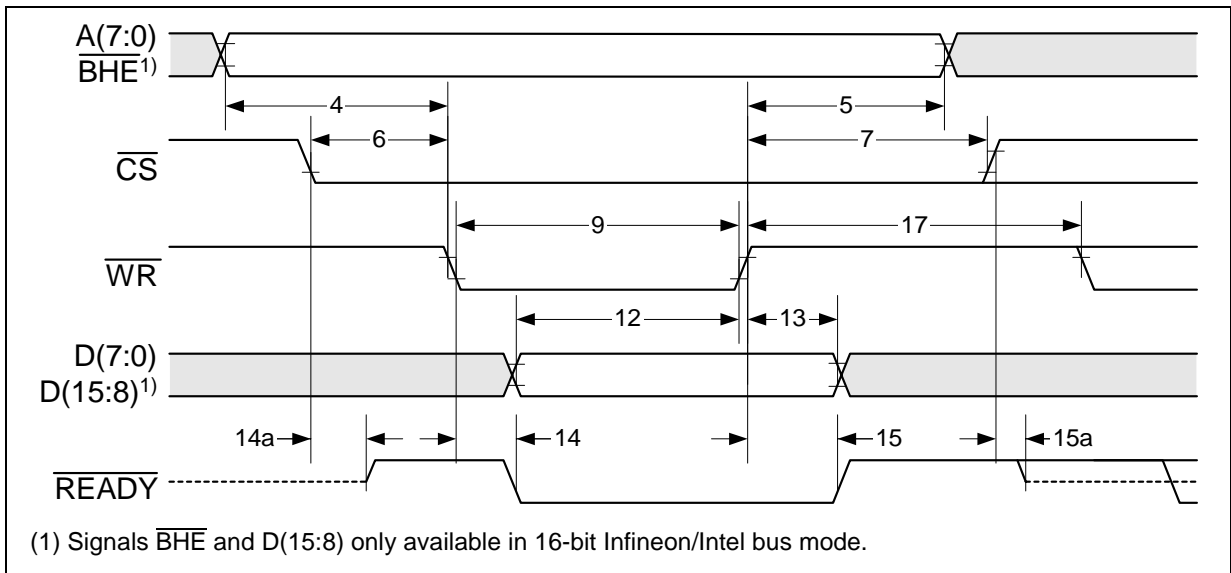 A(7:0)
BHE1)
4
5
6
7
CS
9
17
WR
12
13
D(7:0)
D(15:8)1)
14a
14
15
15a
READY
(1) Signals BHE and D(15:8) only available in 16-bit Infineon/Intel bus mode.